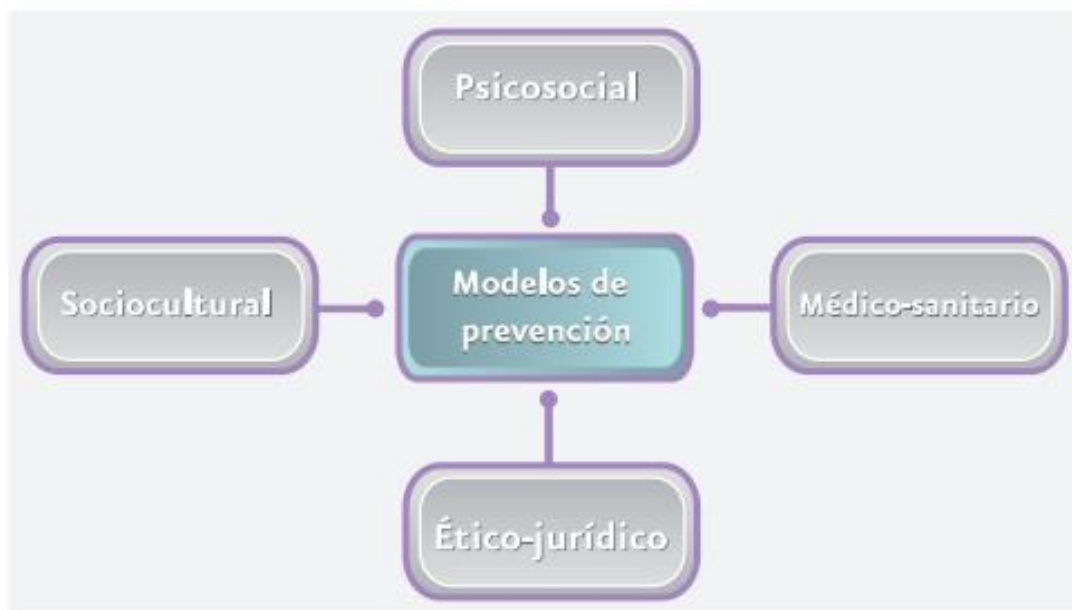 Psicosocial
Sociocultural
Modelos de
prevención
Médico-sanitario
Ético-jurídico